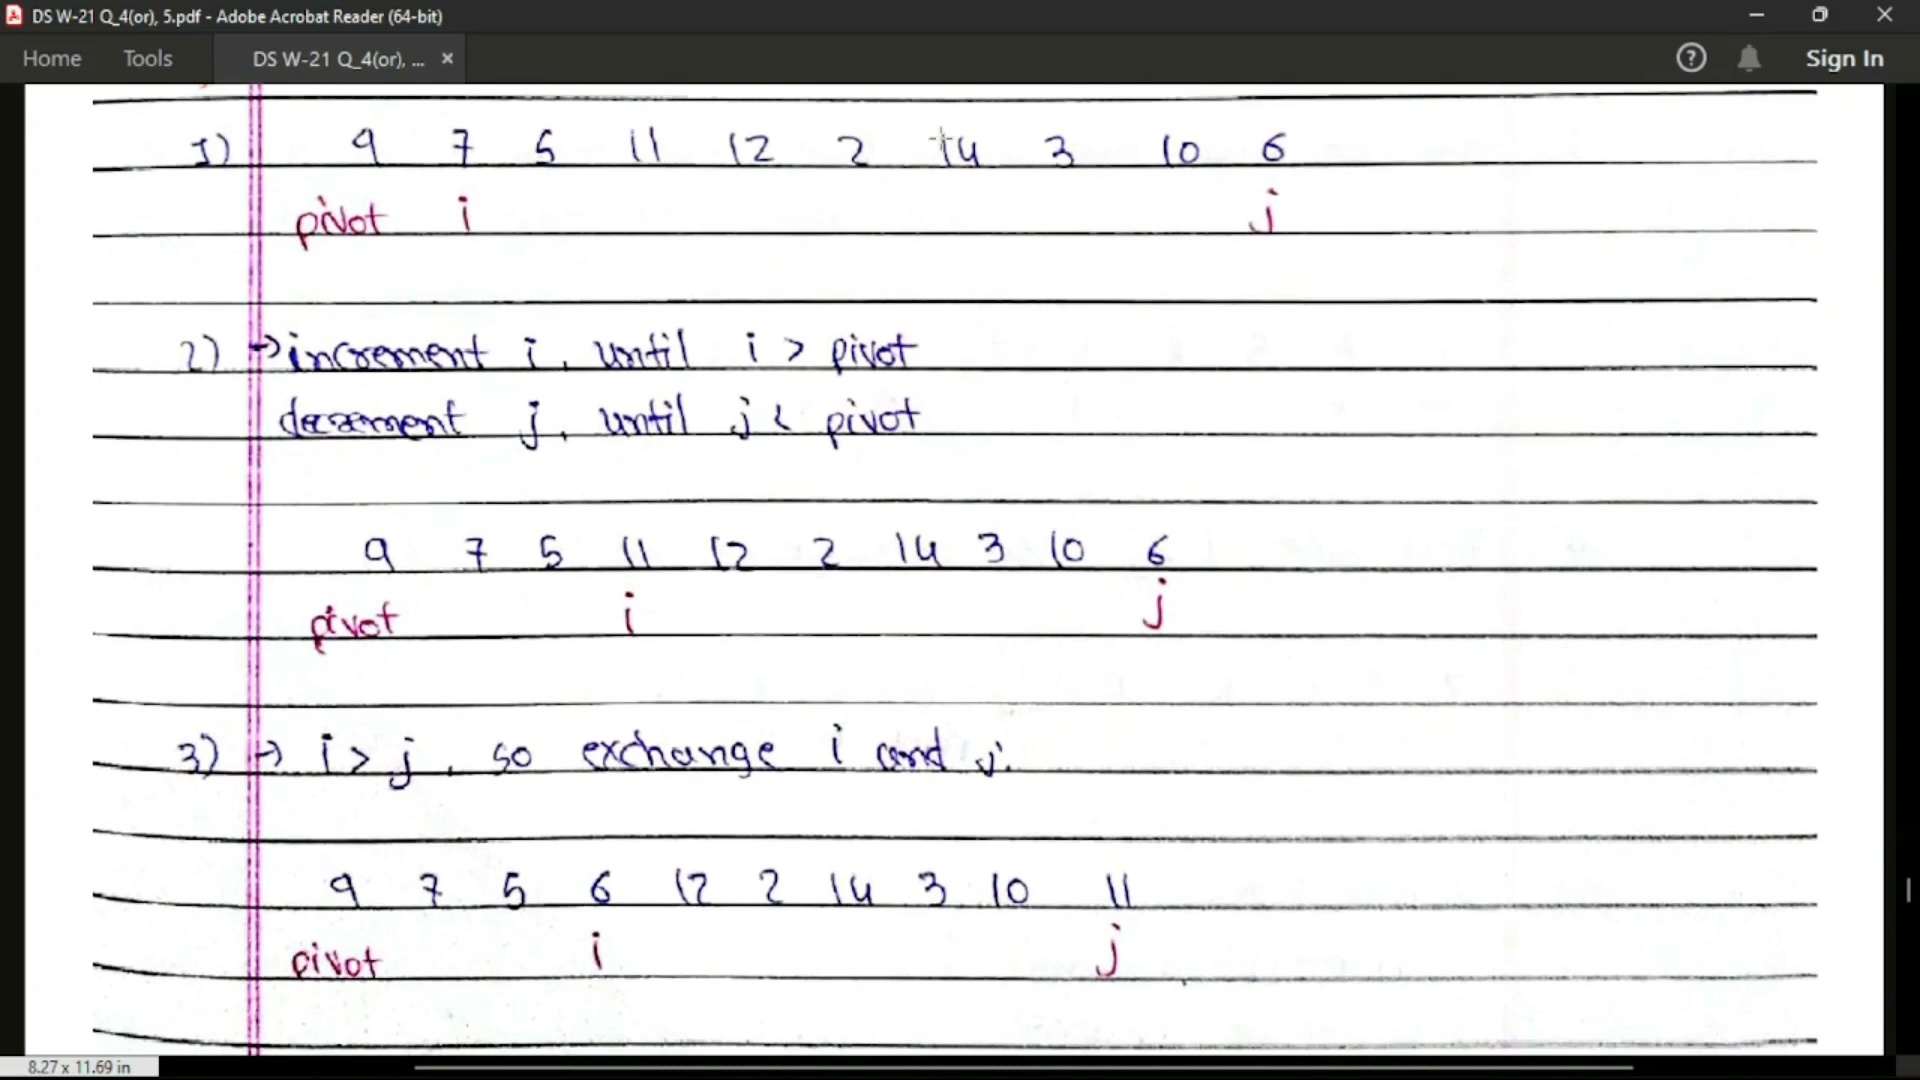 DS W-21 Q_4(or), 5.pdf - Adobe Acrobat Reader (64-bit)
Home Tools DS W-21 Q_4(or), ... × ? Sign In
1) 9 7 5 11 12 2 14 3 10 6
pivot i j
2) → increment i, until i > pivot
decrement j, until j < pivot
9 7 5 11 12 2 14 3 10 6
pivot i j
3) → i > j, so exchange i and j.
9 7 5 6 12 2 14 3 10 11
pivot i j
8.27 x 11.69 in